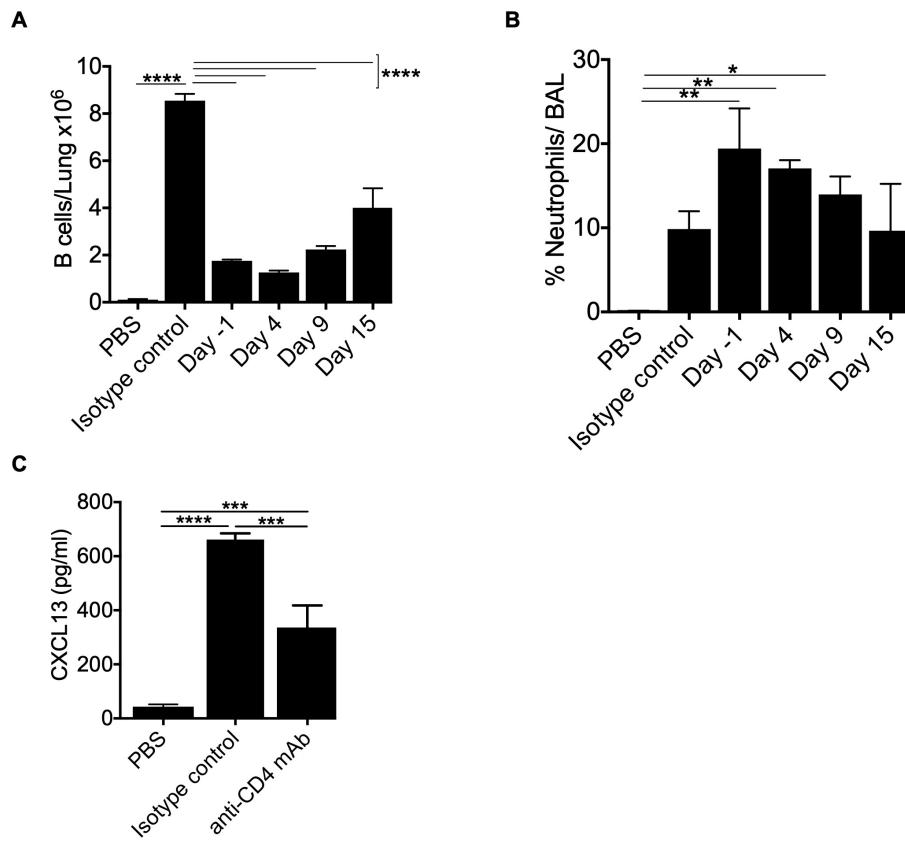 A
B cells/Lung x10⁶
10
8
6
4
2
0
****
****
PBS
Isotype control
Day -1
Day 4
Day 9
Day 15
B
% Neutrophils/ BAL
30
20
10
0
*
**
**
PBS
Isotype control
Day -1
Day 4
Day 9
Day 15
C
CXCL13 (pg/ml)
800
600
400
200
0
***
**** ***
PBS
Isotype control
anti-CD4 mAb